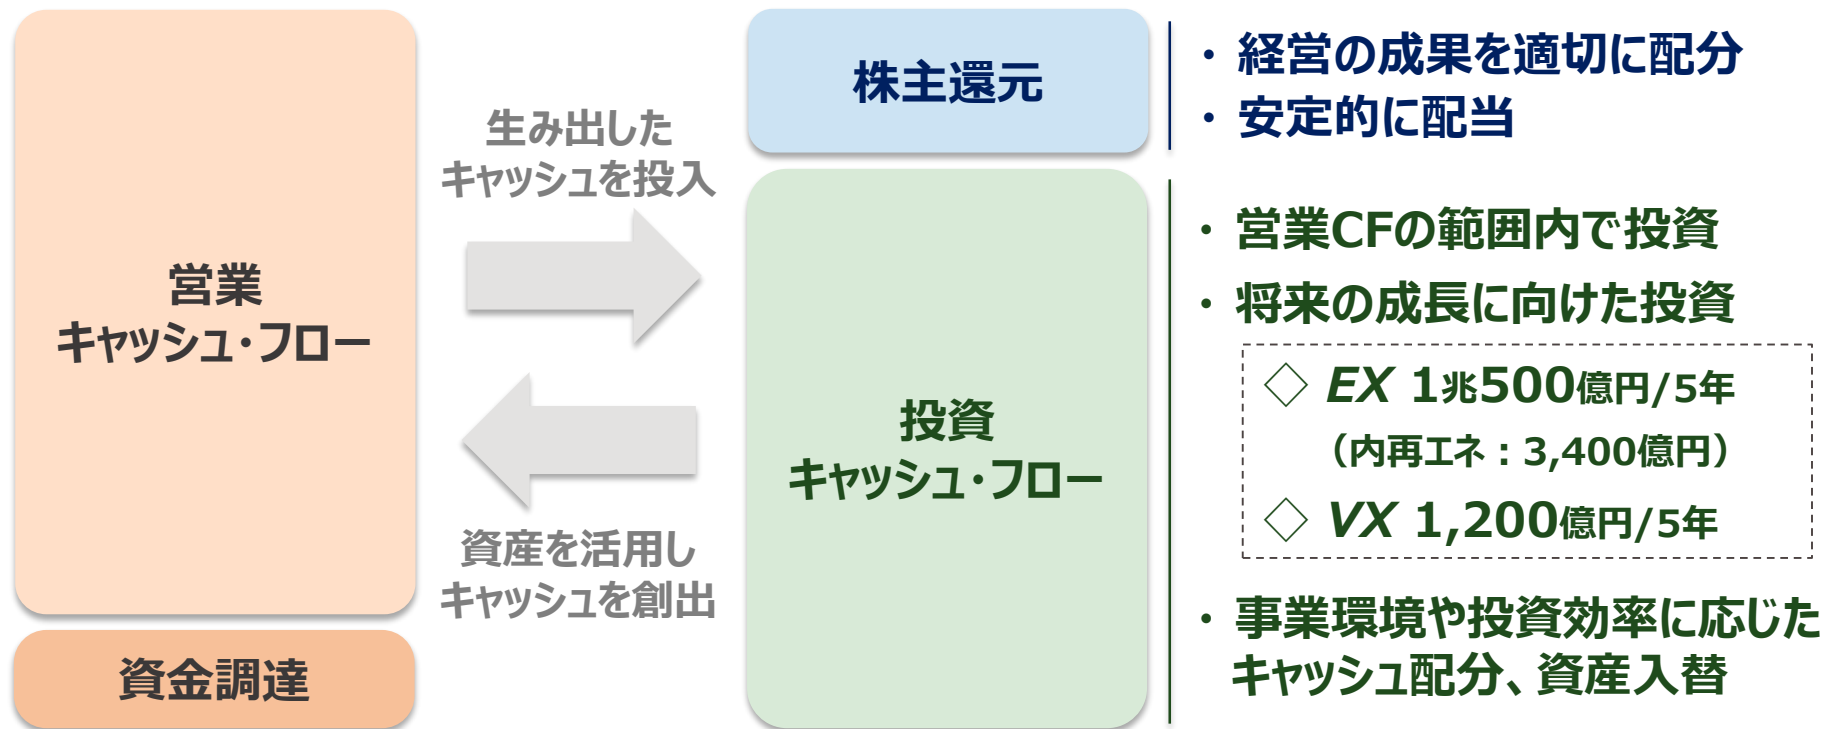 営業
キャッシュ・フロー
資金調達
生み出した
キャッシュを投入
資産を活用し
キャッシュを創出
株主還元
・ 経営の成果を適切に配分
・ 安定的に配当
投資
キャッシュ・フロー
・ 営業CFの範囲内で投資
・ 将来の成長に向けた投資
◇ EX 1兆500億円/5年
（内再エネ：3,400億円）
◇ VX 1,200億円/5年
・ 事業環境や投資効率に応じた
キャッシュ配分、資産入替